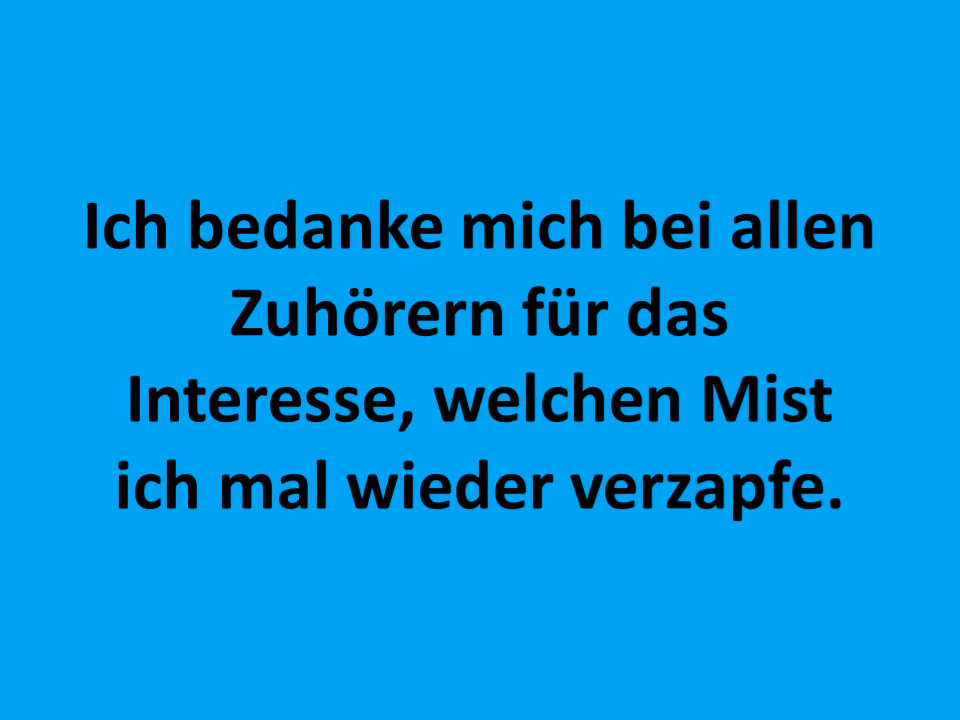 Ich bedanke mich bei allen
Zuhörern für das
Interesse, welchen Mist
ich mal wieder verzapfe.